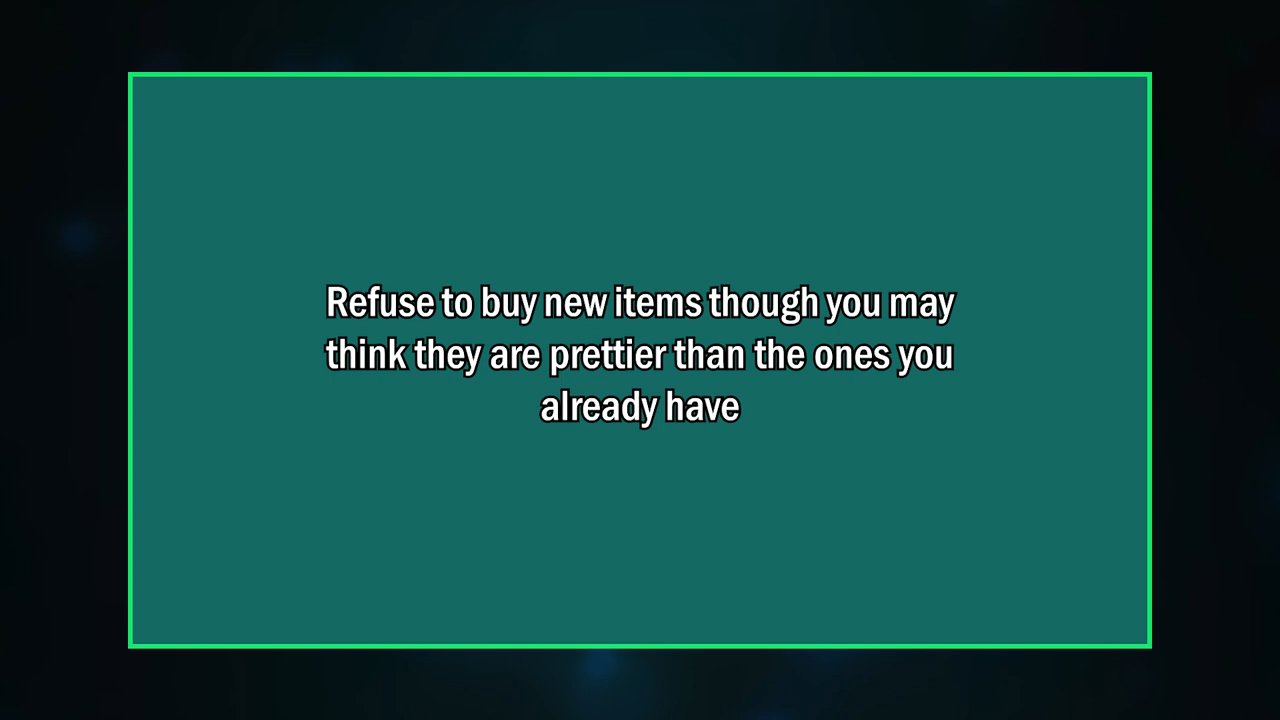 Refuse to buy new items though you may
think they are prettier than the ones you
already have